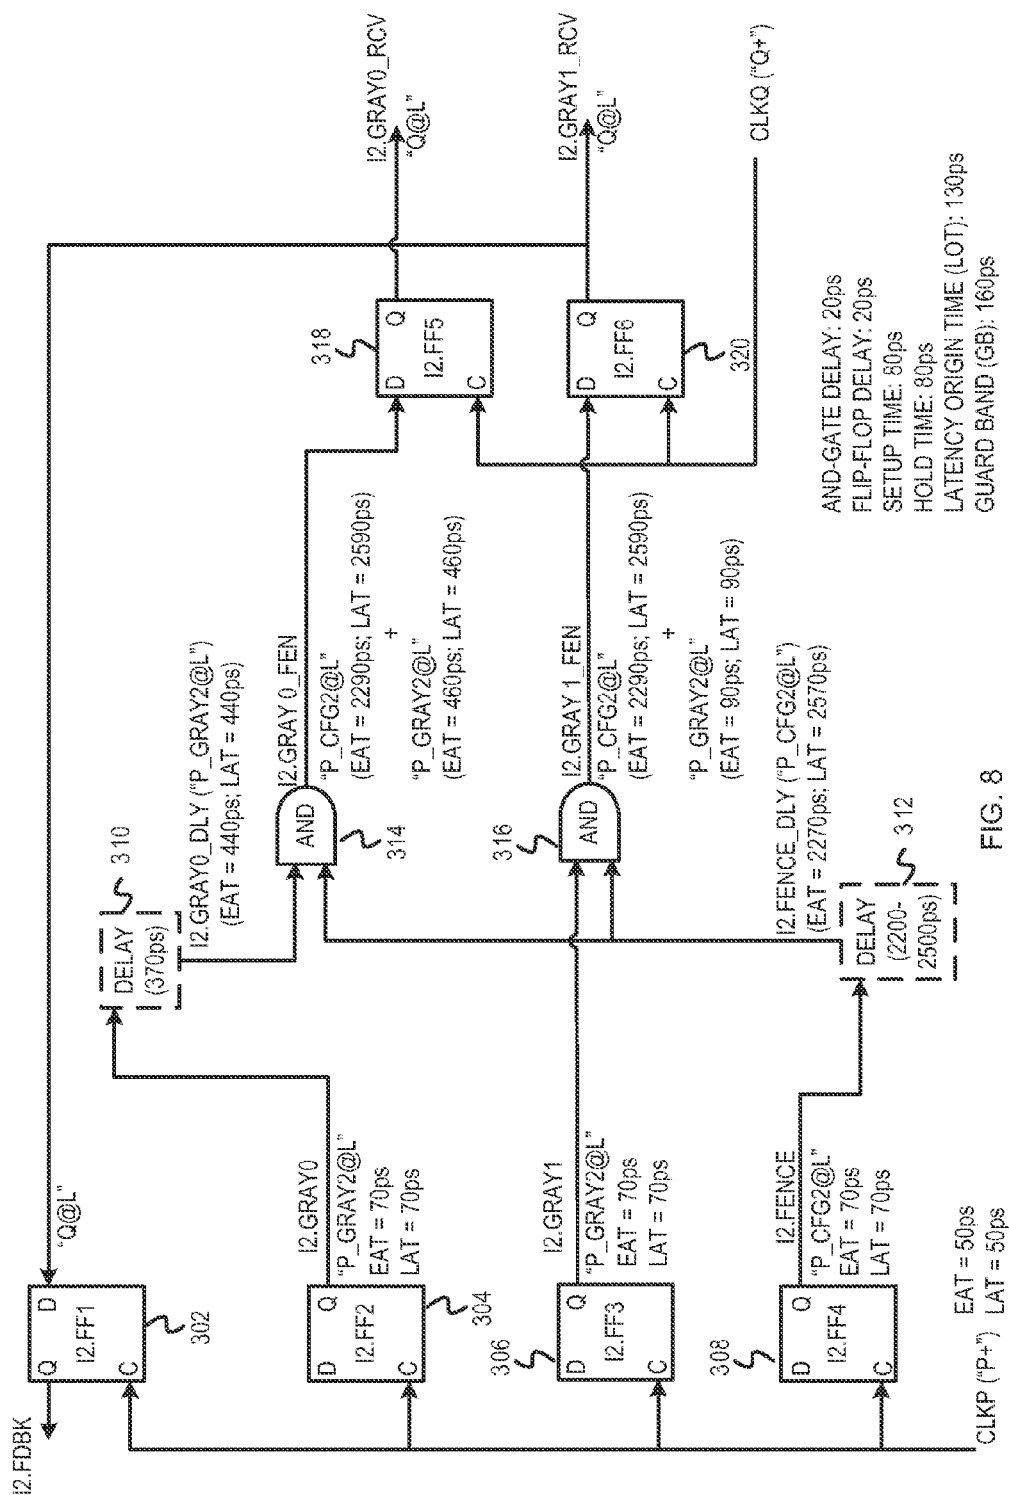 I2.FDBK
Q
D
I2.FF1
C
302
"Q@L"
D
Q
I2.FF2
C
304
I2.GRAY0
"P_GRAY2@L"
EAT = 70ps
LAT = 70ps
306
D
Q
I2.FF3
C
I2.GRAY1
"P_GRAY2@L"
EAT = 70ps
LAT = 70ps
308
D
Q
I2.FF4
C
I2.FENCE
"P_CFG2@L"
EAT = 70ps
LAT = 70ps
CLKP ("P+")
EAT = 50ps
LAT = 50ps
DELAY
(370ps)
310
I2.GRAY0_DLY ("P_GRAY2@L")
(EAT = 440ps; LAT = 440ps)
AND
314
I2.GRAY 0_FEN
"P_CFG2@L"
(EAT = 2290ps; LAT = 2590ps)
+
"P_GRAY2@L"
(EAT = 460ps; LAT = 460ps)
AND
316
I2.GRAY 1_FEN
"P_CFG2@L"
(EAT = 2290ps; LAT = 2590ps)
+
"P_GRAY2@L"
(EAT = 90ps; LAT = 90ps)
I2.FENCE_DLY ("P_CFG2@L")
(EAT = 2270ps; LAT = 2570ps)
DELAY
(2200-
2500ps)
312
318
D
Q
I2.FF5
C
I2.GRAY0_RCV
"Q@L"
D
Q
I2.FF6
C
320
I2.GRAY1_RCV
"Q@L"
CLKQ ("Q+")
AND-GATE DELAY: 20ps
FLIP-FLOP DELAY: 20ps
SETUP TIME: 80ps
HOLD TIME: 80ps
LATENCY ORIGIN TIME (LOT): 130ps
GUARD BAND (GB): 160ps
FIG. 8